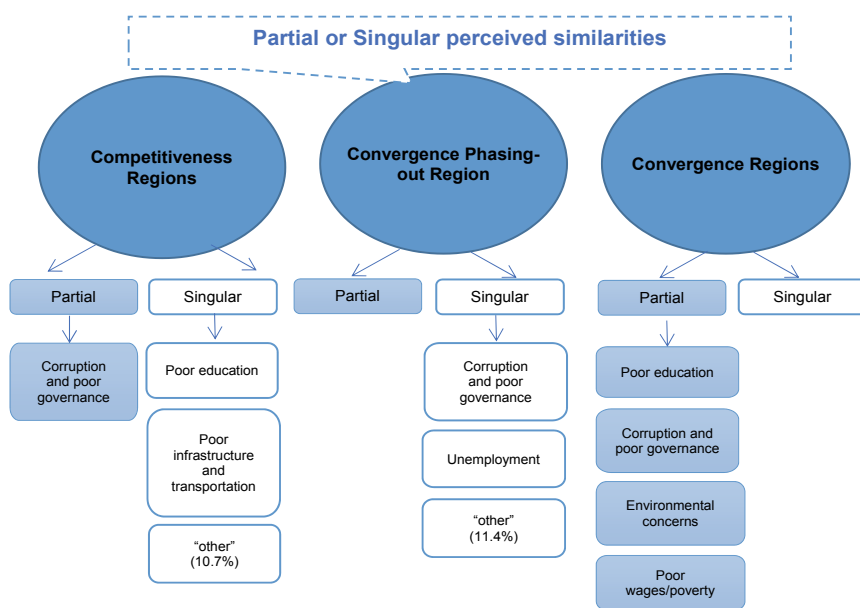 Partial or Singular perceived similarities
Competitiveness
Regions
Partial
Singular
Corruption
and poor
governance
Poor education
Poor
infrastructure
and
transportation
“other”
(10.7%)
Convergence Phasing-
out Region
Partial
Singular
Corruption
and poor
governance
Unemployment
“other”
(11.4%)
Convergence Regions
Partial
Singular
Poor education
Corruption and
poor governance
Environmental
concerns
Poor
wages/poverty